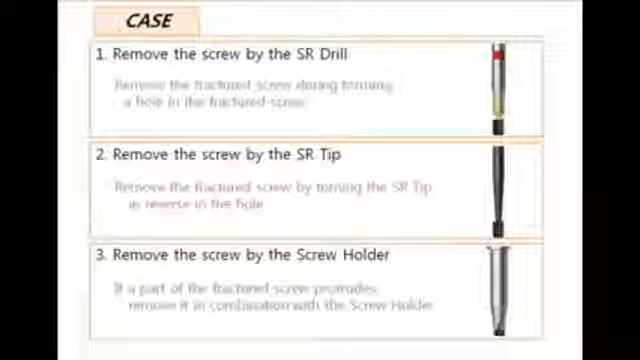 CASE
1. Remove the screw by the SR Drill
Remove the fractured screw during forming
a hole in the fractured screw
2. Remove the screw by the SR Tip
Remove the fractured screw by turning the SR Tip
in reverse in the hole
3. Remove the screw by the Screw Holder
If a part of the fractured screw protrudes,
remove it in combination with the Screw Holder